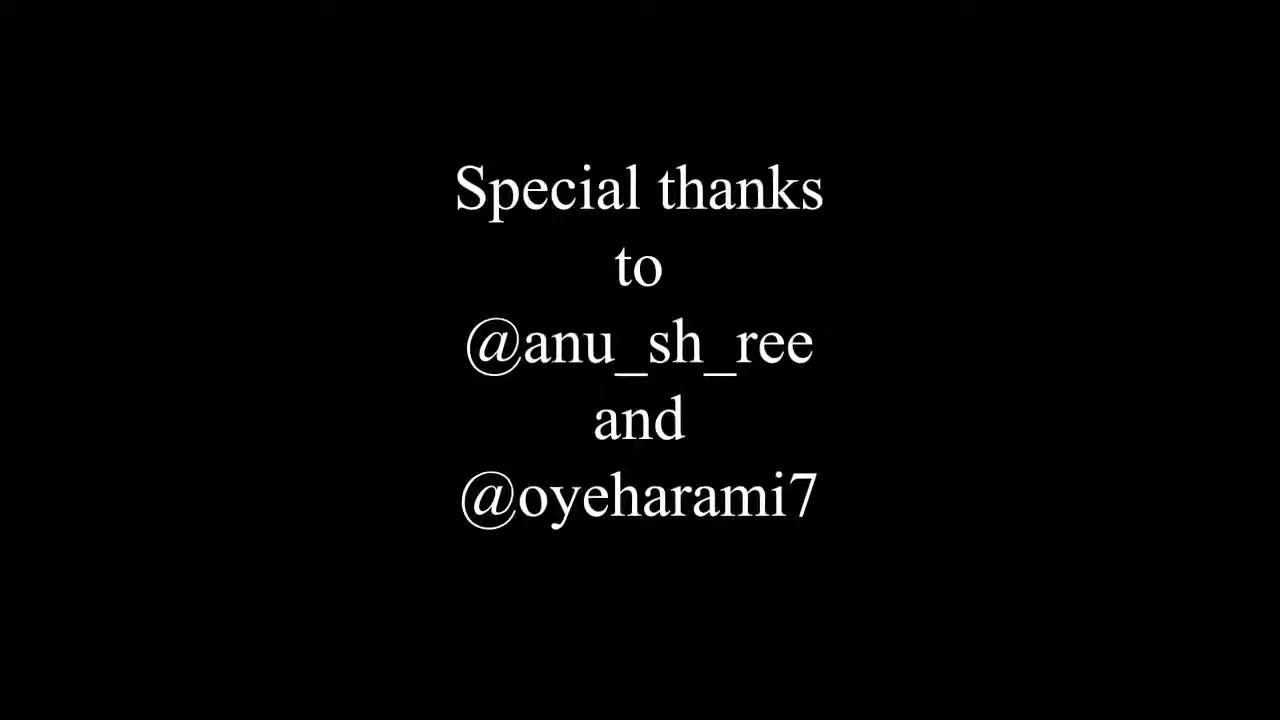 Special thanks
to
@anu_sh_ree
and
@oyeharami7